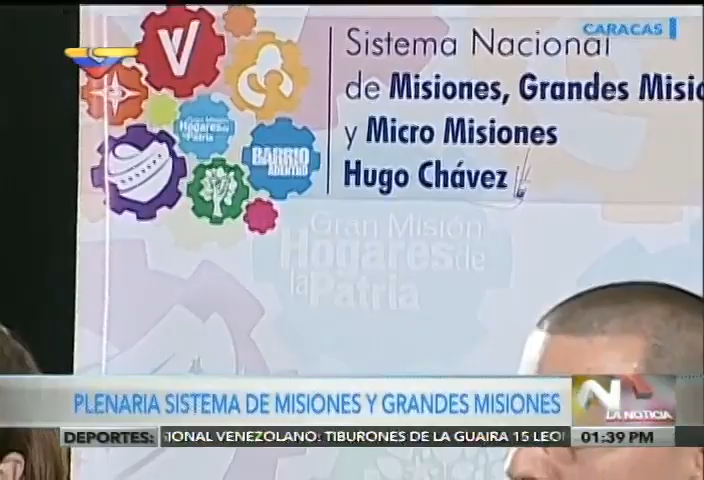 CARACAS
Sistema Nacional
de Misiones, Grandes Misio
y Micro Misiones
Hugo Chávez
V
Gran Misión
Hogares de
la Patria
BARRIO
ADENTRO
Gran Misión
Hogares de
la Patria
PLENARIA SISTEMA DE MISIONES Y GRANDES MISIONES
N
LA NOTICIA
DEPORTES: IONAL VENEZOLANO: TIBURONES DE LA GUAIRA 15 LEO
01:39 PM